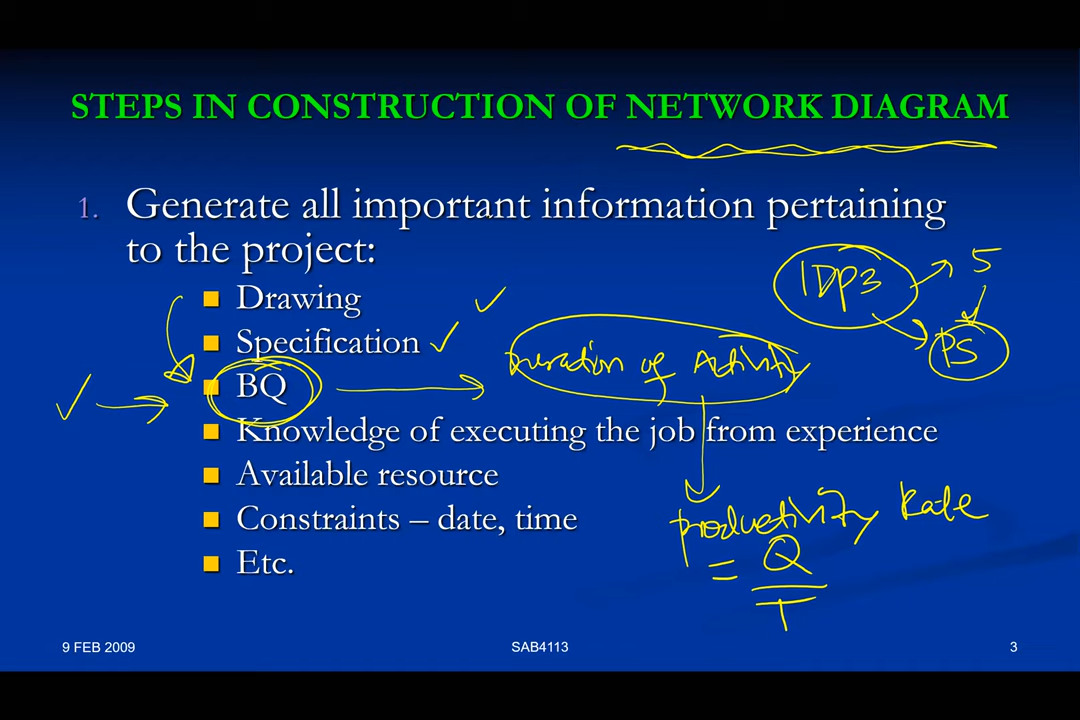 STEPS IN CONSTRUCTION OF NETWORK DIAGRAM
1. Generate all important information pertaining
to the project:
IDP3
5
Drawing
Specification
PS
Duration of Activity
BQ
Knowledge of executing the job from experience
Available resource
Constraints – date, time
productivity Rate
= Q
T
Etc.
9 FEB 2009 SAB4113 3